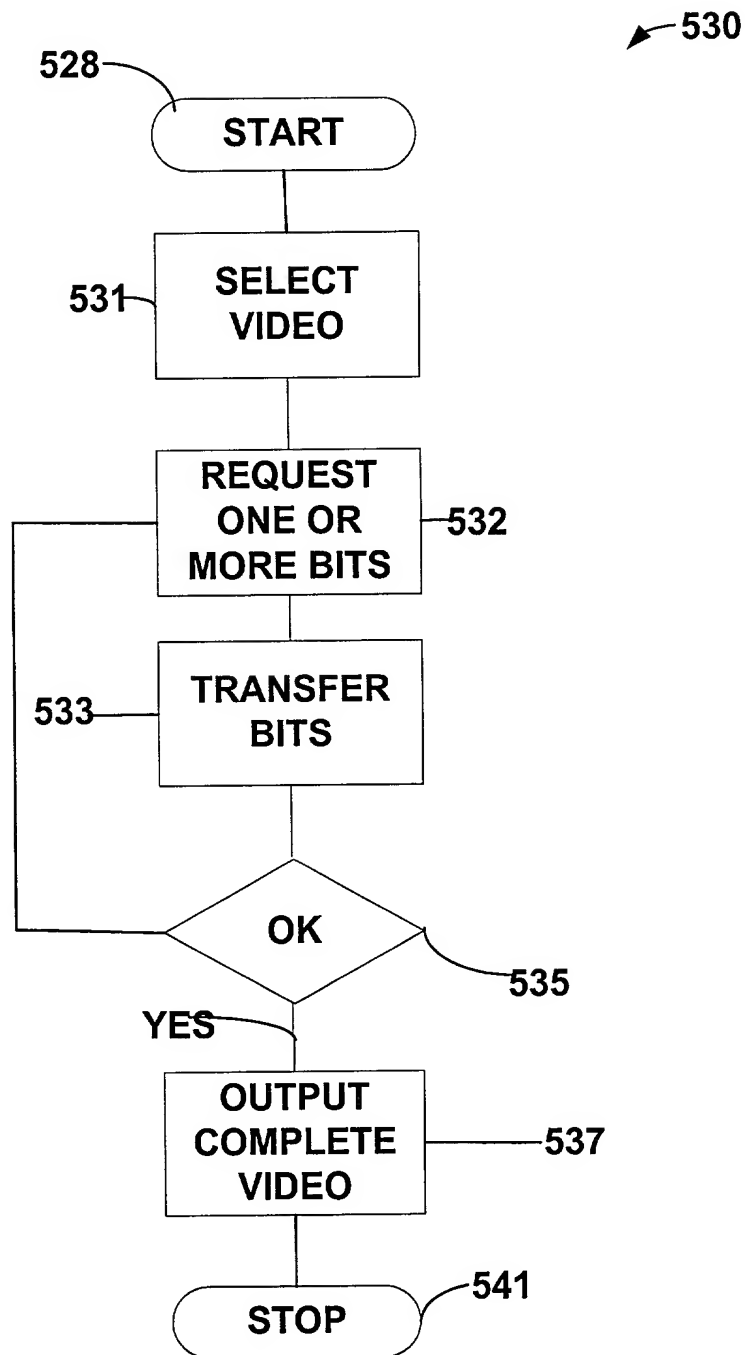 530
528
START
531
SELECT
VIDEO
REQUEST
ONE OR
MORE BITS
532
533
TRANSFER
BITS
OK
535
YES
OUTPUT
COMPLETE
VIDEO
537
STOP
541